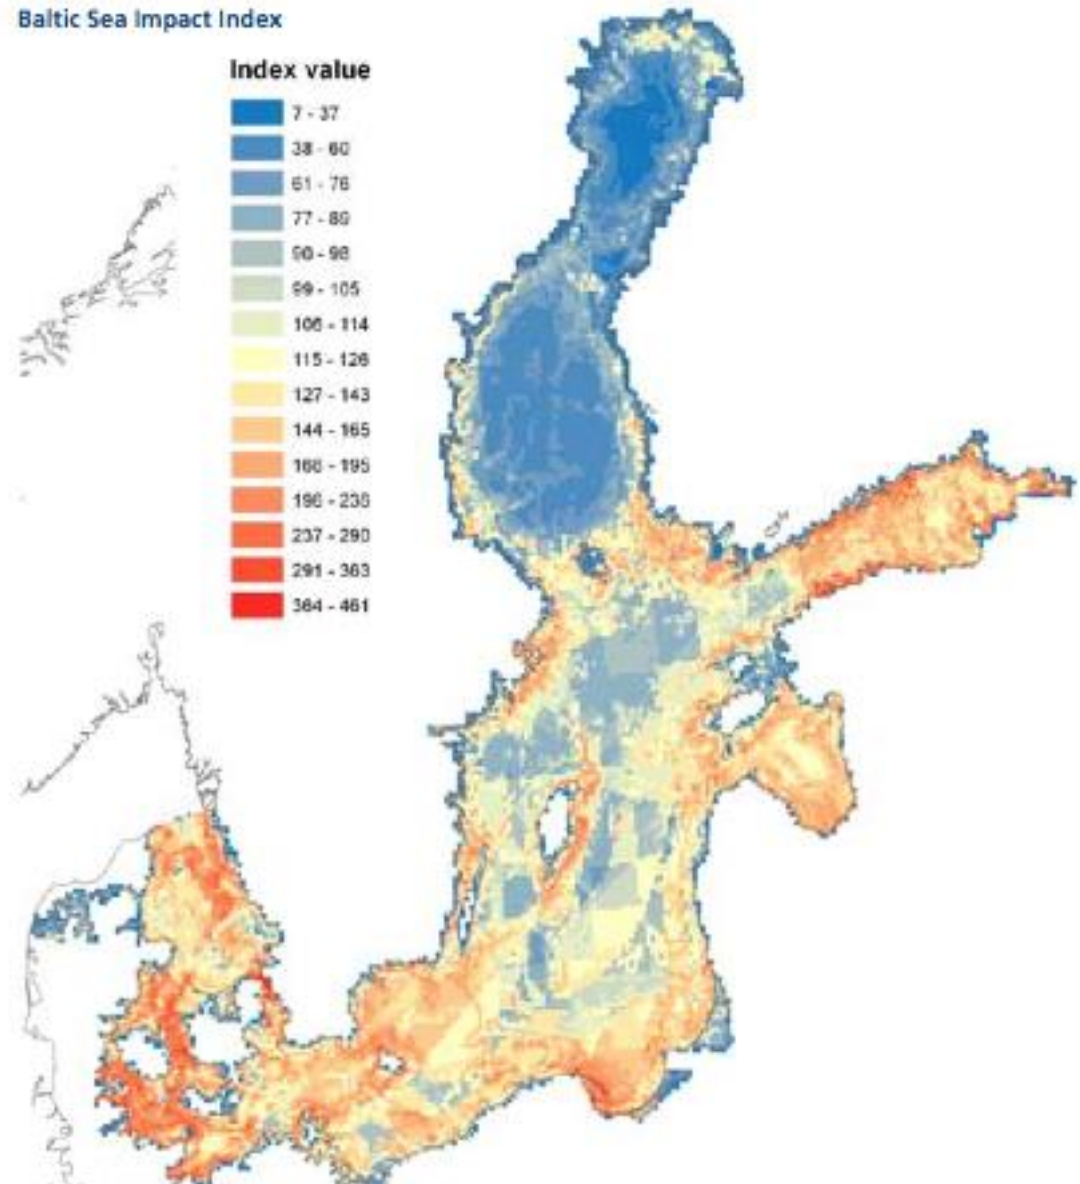 Baltic Sea Impact Index
Index value
7 - 37
38 - 60
61 - 76
77 - 89
90 - 98
99 - 105
106 - 114
115 - 126
127 - 143
144 - 165
166 - 195
196 - 236
237 - 290
291 - 363
364 - 461